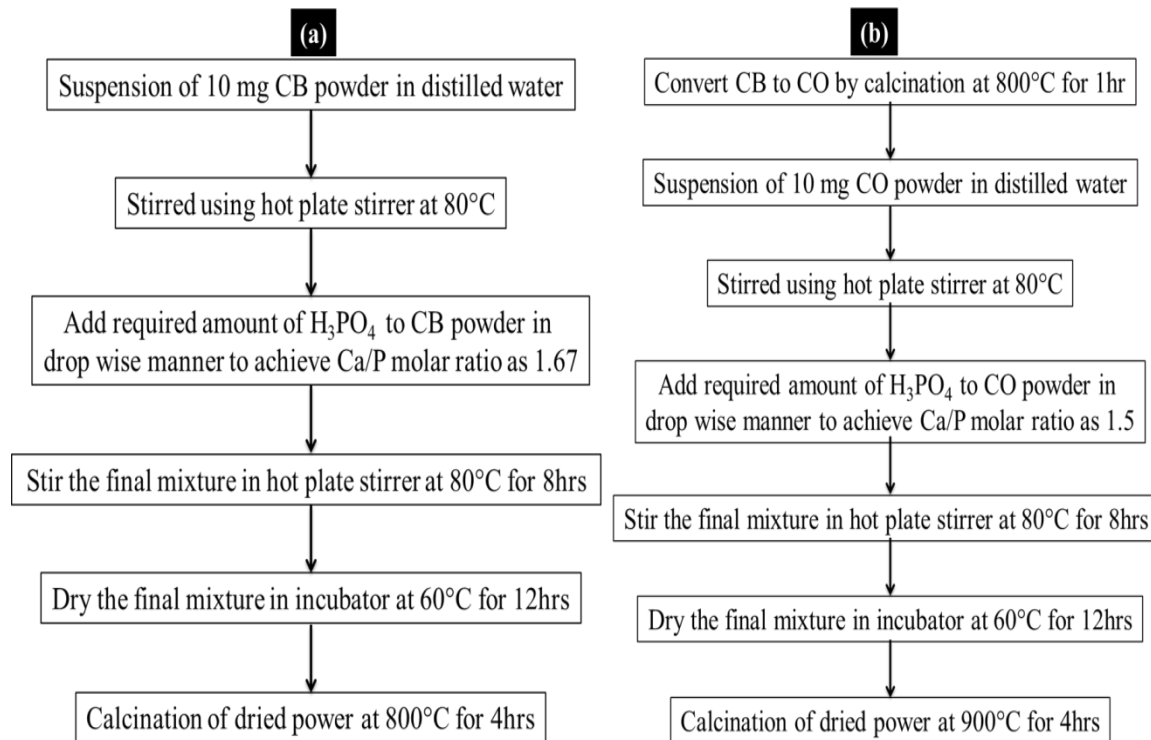 (a)
Suspension of 10 mg CB powder in distilled water
Stirred using hot plate stirrer at 80°C
Add required amount of H₃PO₄ to CB powder in
drop wise manner to achieve Ca/P molar ratio as 1.67
Stir the final mixture in hot plate stirrer at 80°C for 8hrs
Dry the final mixture in incubator at 60°C for 12hrs
Calcination of dried power at 800°C for 4hrs
(b)
Convert CB to CO by calcination at 800°C for 1hr
Suspension of 10 mg CO powder in distilled water
Stirred using hot plate stirrer at 80°C
Add required amount of H₃PO₄ to CO powder in
drop wise manner to achieve Ca/P molar ratio as 1.5
Stir the final mixture in hot plate stirrer at 80°C for 8hrs
Dry the final mixture in incubator at 60°C for 12hrs
Calcination of dried power at 900°C for 4hrs